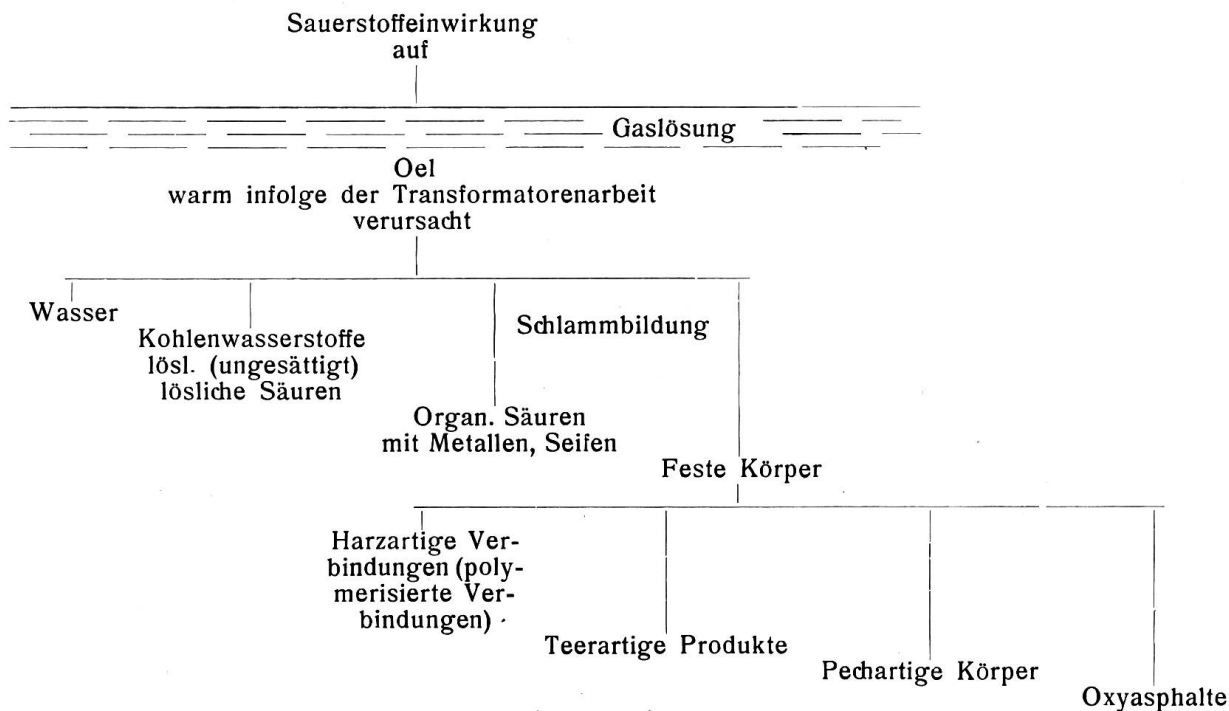 Sauerstoffeinwirkung
auf
Gaslösung
Oel
warm infolge der Transformatorenarbeit
verursacht
Wasser
Kohlenwasserstoffe
lösl. (ungesättigt)
lösliche Säuren
Schlammbildung
Organ. Säuren
mit Metallen, Seifen
Feste Körper
Harzartige Ver-
bindungen (poly-
merisierte Ver-
bindungen)
Teerartige Produkte
Pechartige Körper
Oxyasphalte